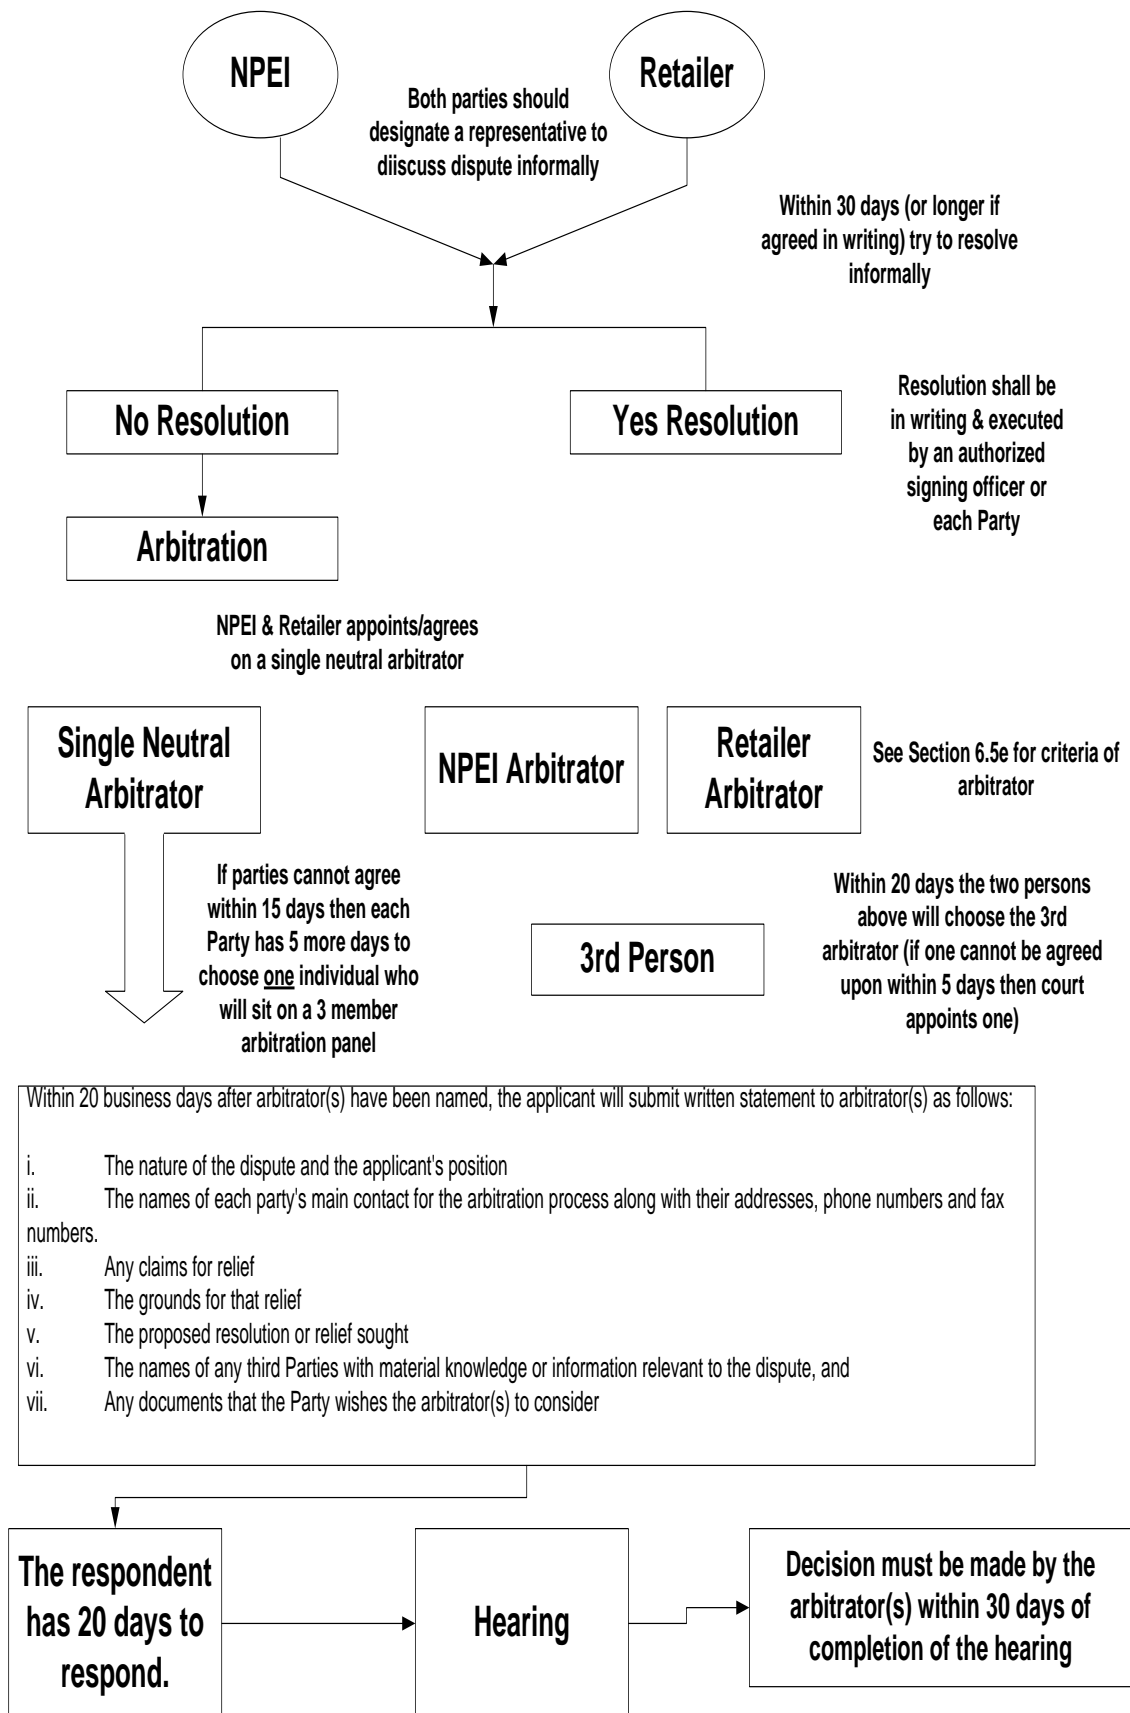 NPEI
Retailer
Both parties should
designate a representative to
diiscuss dispute informally
Within 30 days (or longer if
agreed in writing) try to resolve
informally
No Resolution
Yes Resolution
Resolution shall be
in writing & executed
by an authorized
signing officer or
each Party
Arbitration
NPEI & Retailer appoints/agrees
on a single neutral arbitrator
Single Neutral
Arbitrator
NPEI Arbitrator
Retailer
Arbitrator
See Section 6.5e for criteria of
arbitrator
If parties cannot agree
within 15 days then each
Party has 5 more days to
choose one individual who
will sit on a 3 member
arbitration panel
3rd Person
Within 20 days the two persons
above will choose the 3rd
arbitrator (if one cannot be agreed
upon within 5 days then court
appoints one)
Within 20 business days after arbitrator(s) have been named, the applicant will submit written statement to arbitrator(s) as follows:
i. The nature of the dispute and the applicant's position
ii. The names of each party's main contact for the arbitration process along with their addresses, phone numbers and fax
numbers.
iii. Any claims for relief
iv. The grounds for that relief
v. The proposed resolution or relief sought
vi. The names of any third Parties with material knowledge or information relevant to the dispute, and
vii. Any documents that the Party wishes the arbitrator(s) to consider
The respondent
has 20 days to
respond.
Hearing
Decision must be made by the
arbitrator(s) within 30 days of
completion of the hearing